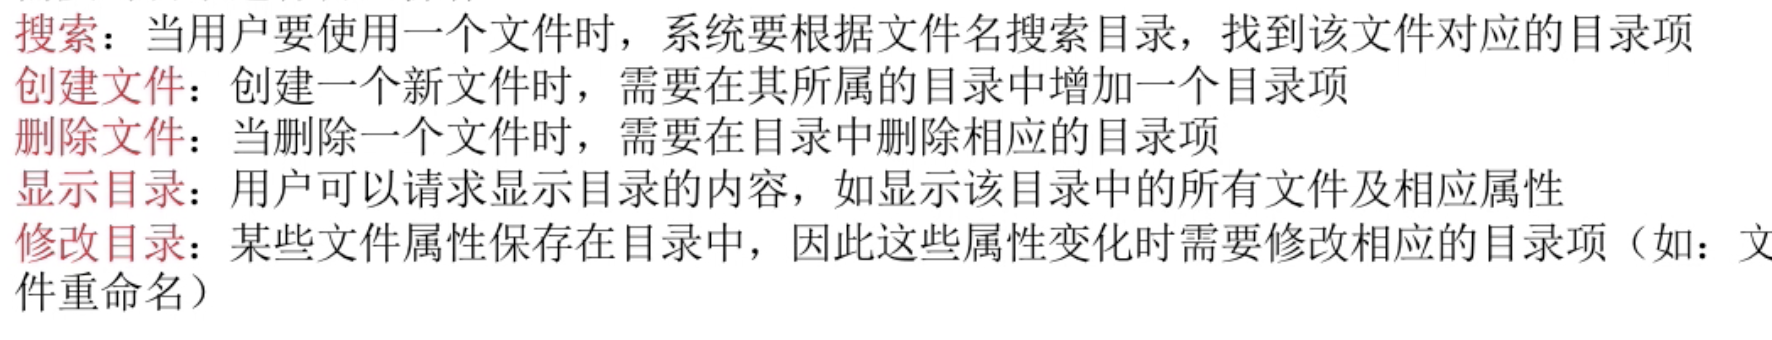 搜索：当用户要使用一个文件时，系统要根据文件名搜索目录，找到该文件对应的目录项
创建文件：创建一个新文件时，需要在其所属的目录中增加一个目录项
删除文件：当删除一个文件时，需要在目录中删除相应的目录项
显示目录：用户可以请求显示目录的内容，如显示该目录中的所有文件及相应属性
修改目录：某些文件属性保存在目录中，因此这些属性变化时需要修改相应的目录项（如：文
件重命名）